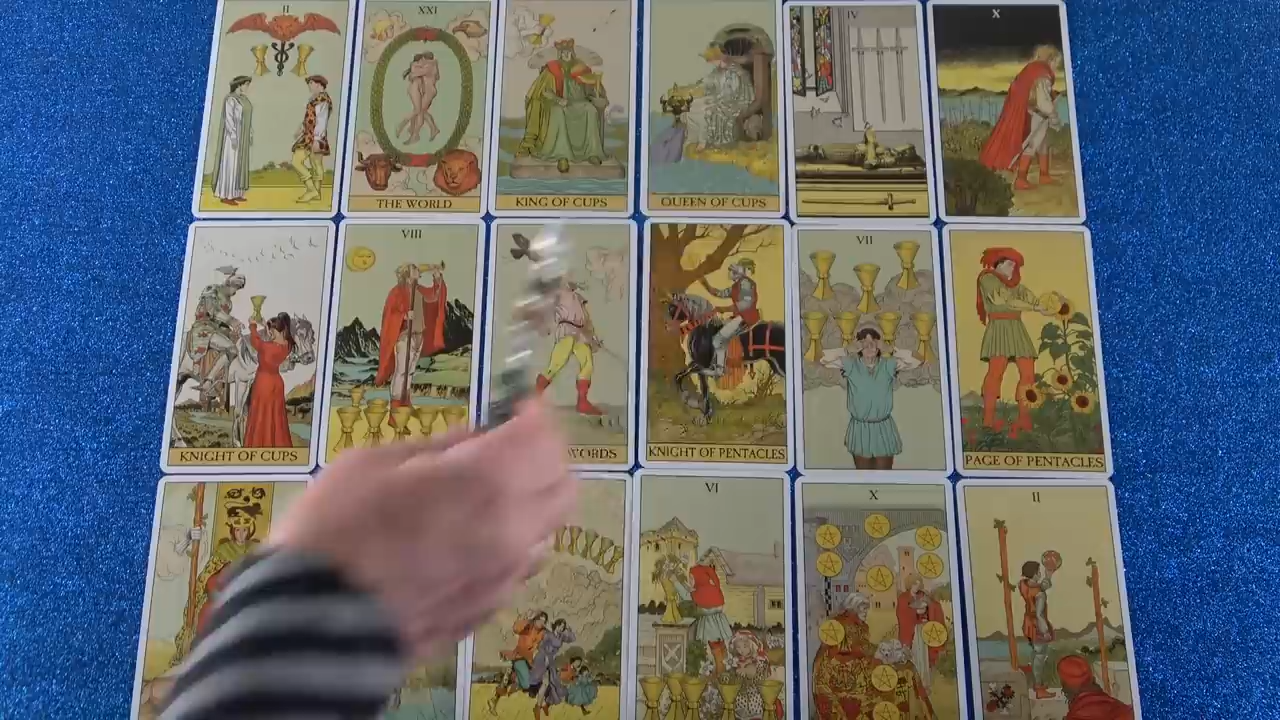 II
XXI
THE WORLD
KING OF CUPS
QUEEN OF CUPS
IV
X
KNIGHT OF CUPS
VIII
KNIGHT OF PENTACLES
VII
PAGE OF PENTACLES
VI
X
II